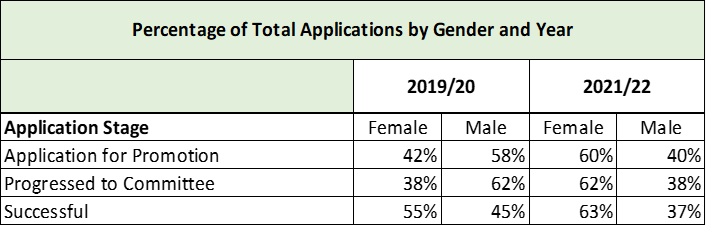 Percentage of Total Applications by Gender and Year
2019/20 2021/22
Application Stage Female Male Female Male
Application for Promotion 42% 58% 60% 40%
Progressed to Committee 38% 62% 62% 38%
Successful 55% 45% 63% 37%